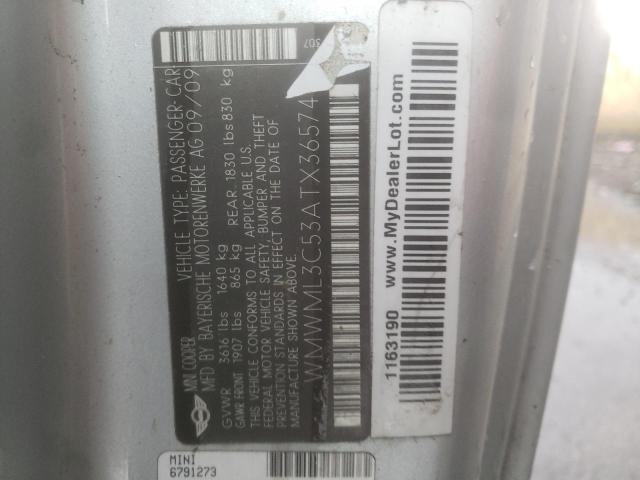 MINI COOPER VEHICLE TYPE: PASSENGER-CAR
MFD BY BAYERISCHE MOTORENWERKE AG 09/09
GVWR 3616 lbs 1640 kg
GAWR FRONT 1907 lbs 865 kg REAR: 1830 lbs 830 kg
THIS VEHICLE CONFORMS TO ALL APPLICABLE U.S.
FEDERAL MOTOR VEHICLE SAFETY, BUMPER AND THEFT
PREVENTION STANDARDS IN EFFECT ON THE DATE OF
MANUFACTURE SHOWN ABOVE.
WMWML3C53ATX36574
307
1163190 www.MyDealerLot.com
MINI
6791273